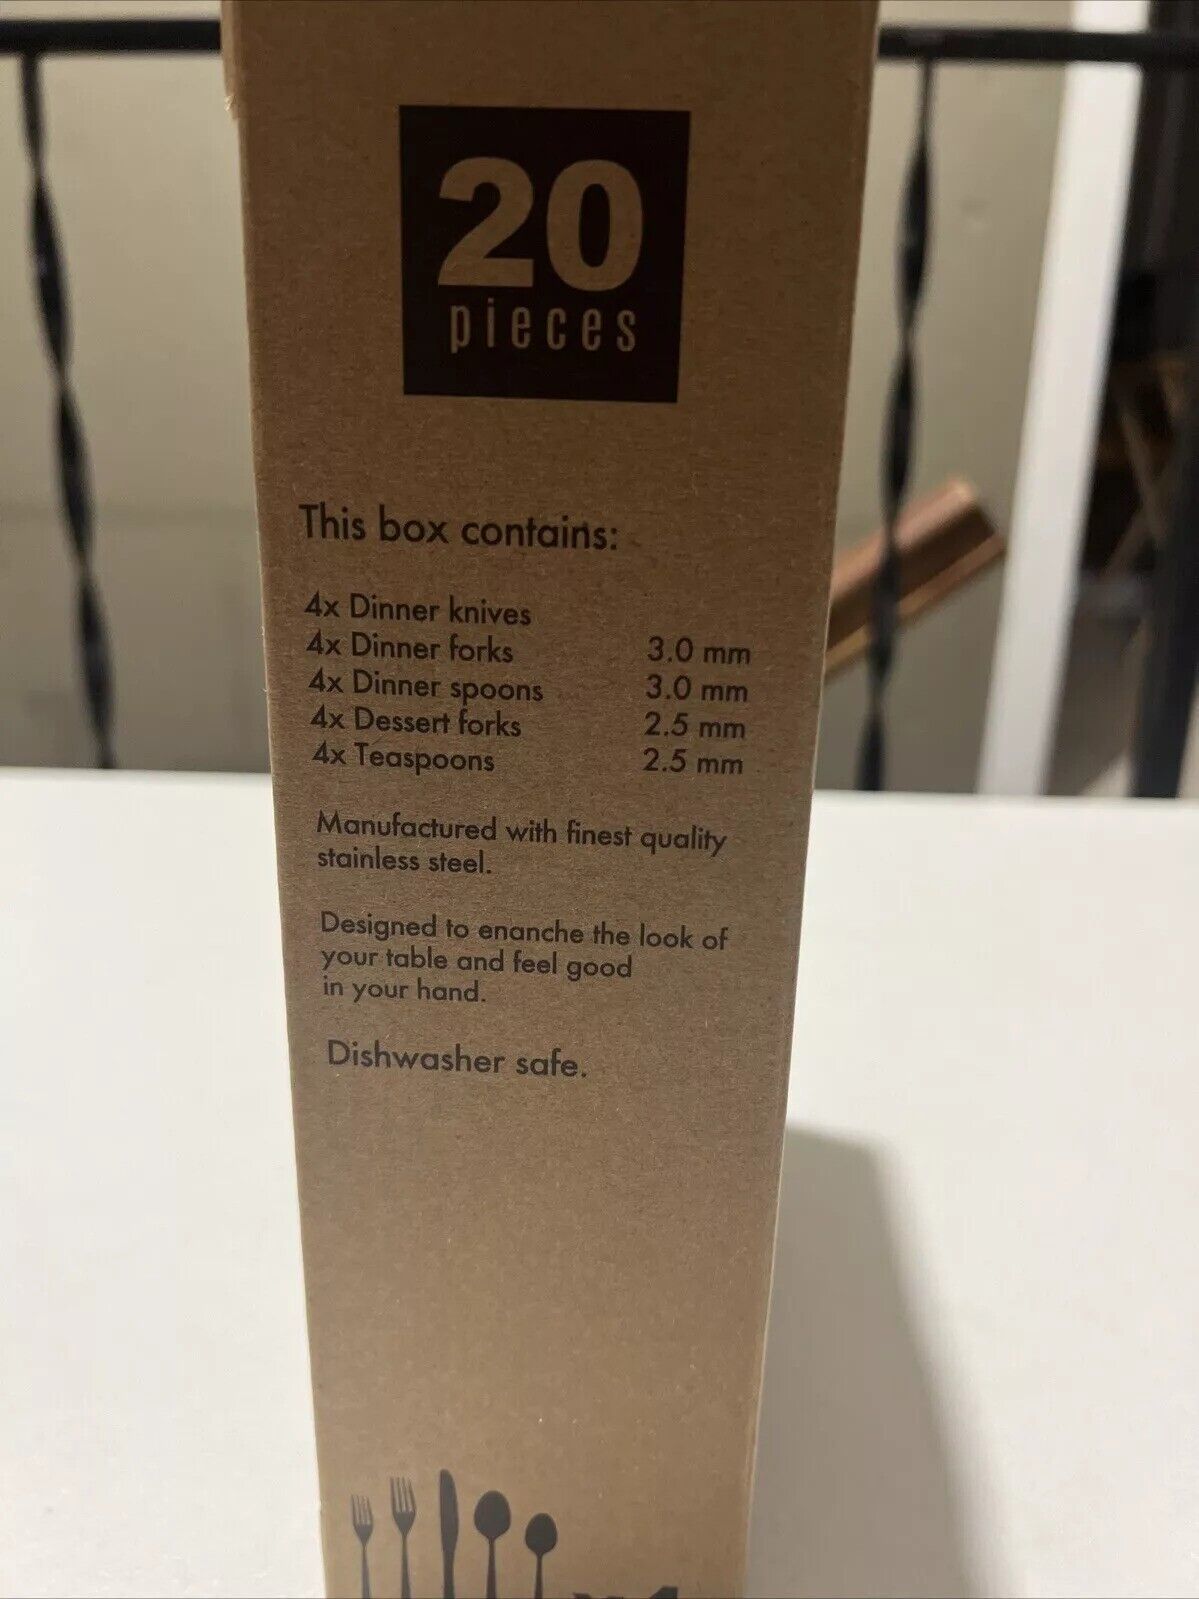 20
pieces
This box contains:
4x Dinner knives
4x Dinner forks 3.0 mm
4x Dinner spoons 3.0 mm
4x Dessert forks 2.5 mm
4x Teaspoons 2.5 mm
Manufactured with finest quality
stainless steel.
Designed to enanche the look of
your table and feel good
in your hand.
Dishwasher safe.